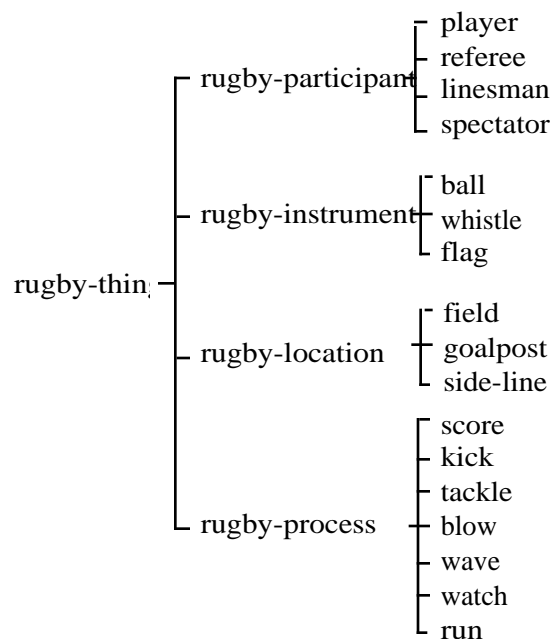 rugby-thing
rugby-participant
player
referee
linesman
spectator
rugby-instrument
ball
whistle
flag
rugby-location
field
goalpost
side-line
rugby-process
score
kick
tackle
blow
wave
watch
run